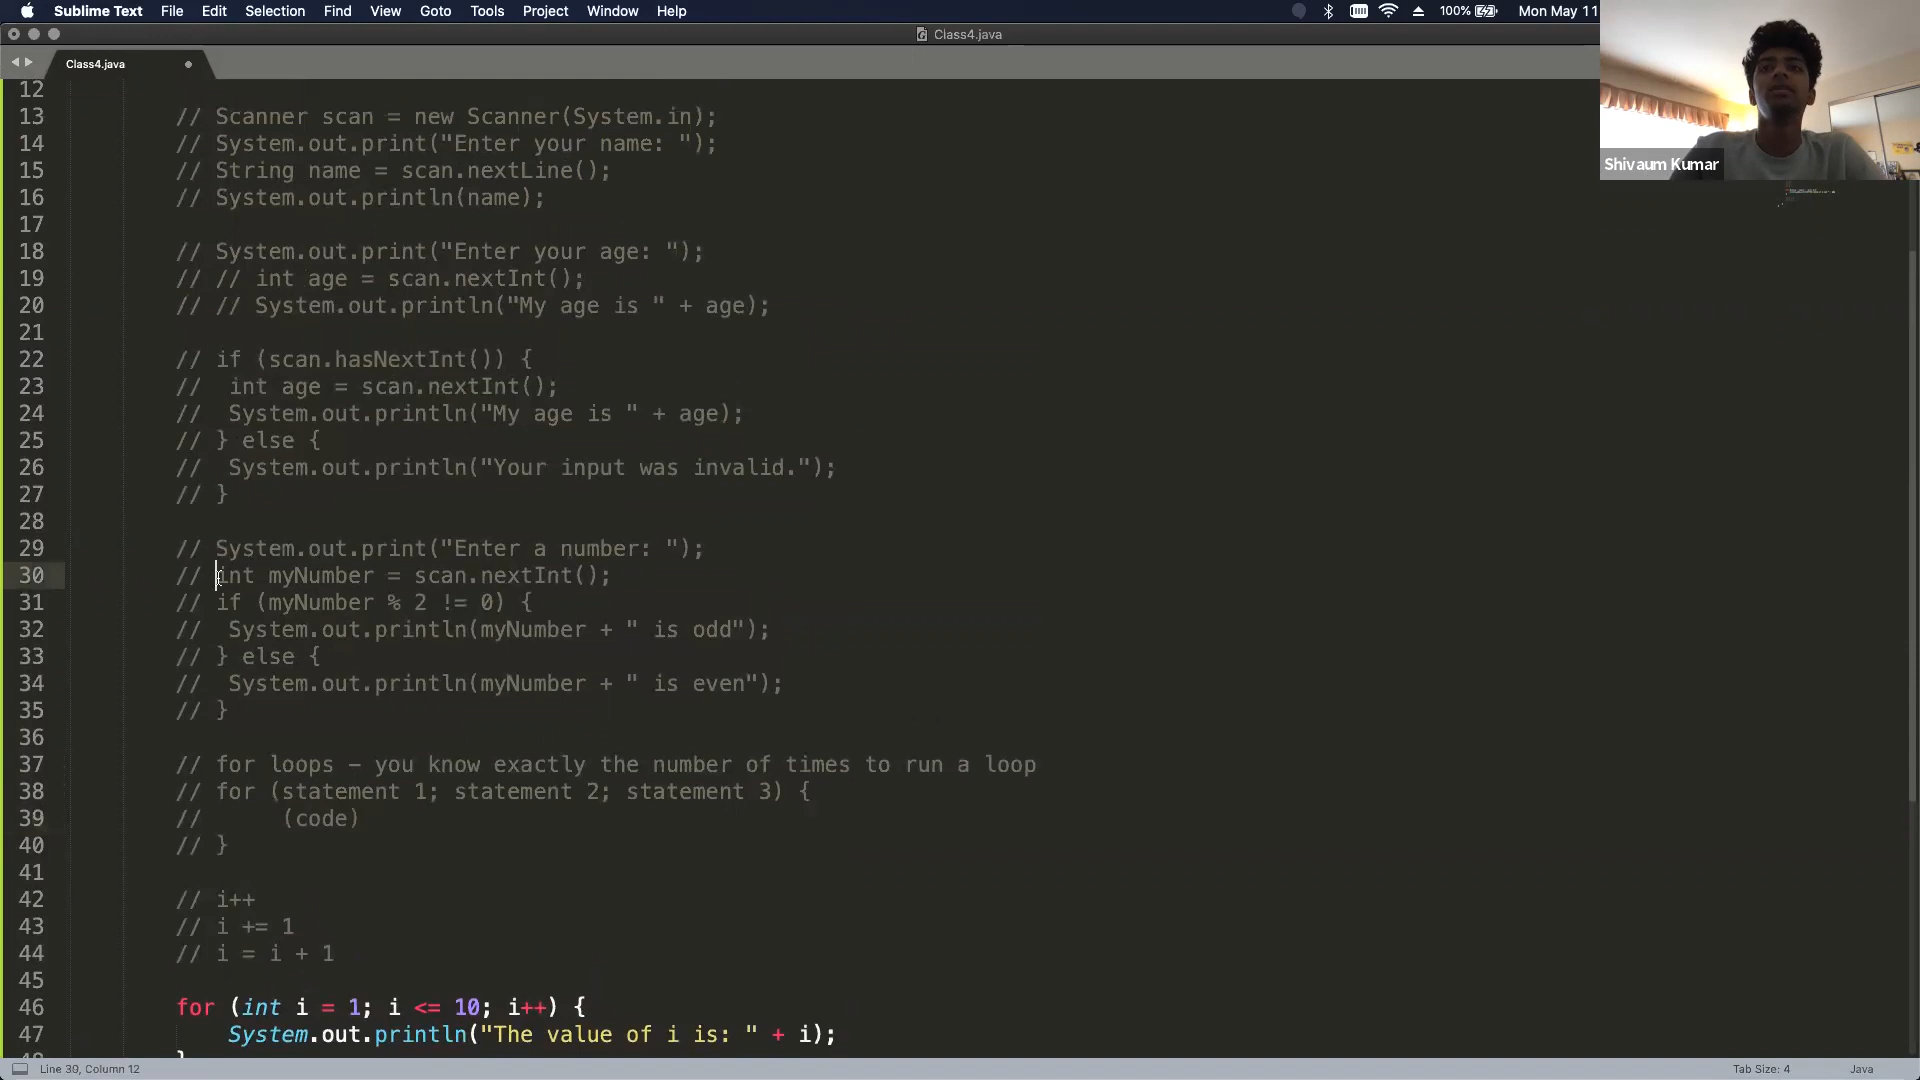 Sublime Text File Edit Selection Find View Goto Tools Project Window Help 100% Mon May 11
Class4.java
Class4.java
12
13 // Scanner scan = new Scanner(System.in);
14 // System.out.print("Enter your name: ");
15 // String name = scan.nextLine();
16 // System.out.println(name);
17
18 // System.out.print("Enter your age: ");
19 // // int age = scan.nextInt();
20 // // System.out.println("My age is " + age);
21
22 // if (scan.hasNextInt()) {
23 // int age = scan.nextInt();
24 // System.out.println("My age is " + age);
25 // } else {
26 // System.out.println("Your input was invalid.");
27 // }
28
29 // System.out.print("Enter a number: ");
30 // int myNumber = scan.nextInt();
31 // if (myNumber % 2 != 0) {
32 // System.out.println(myNumber + " is odd");
33 // } else {
34 // System.out.println(myNumber + " is even");
35 // }
36
37 // for loops – you know exactly the number of times to run a loop
38 // for (statement 1; statement 2; statement 3) {
39 // (code)
40 // }
41
42 // i++
43 // i += 1
44 // i = i + 1
45
46 for (int i = 1; i <= 10; i++) {
47 System.out.println("The value of i is: " + i);
Shivaum Kumar
Line 30, Column 12 Tab Size: 4 Java